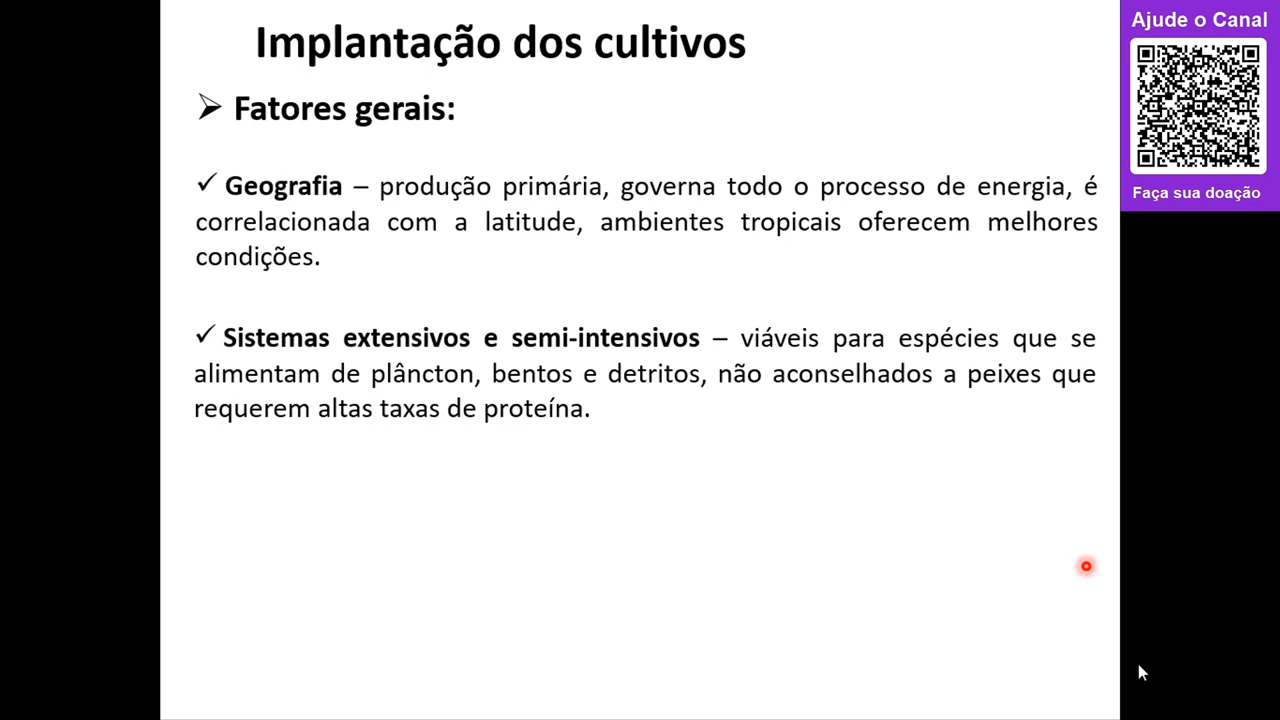 Implantação dos cultivos
Fatores gerais:
Geografia – produção primária, governa todo o processo de energia, é
correlacionada com a latitude, ambientes tropicais oferecem melhores
condições.
Sistemas extensivos e semi-intensivos – viáveis para espécies que se
alimentam de plâncton, bentos e detritos, não aconselhados a peixes que
requerem altas taxas de proteína.
Ajude o Canal
Faça sua doação